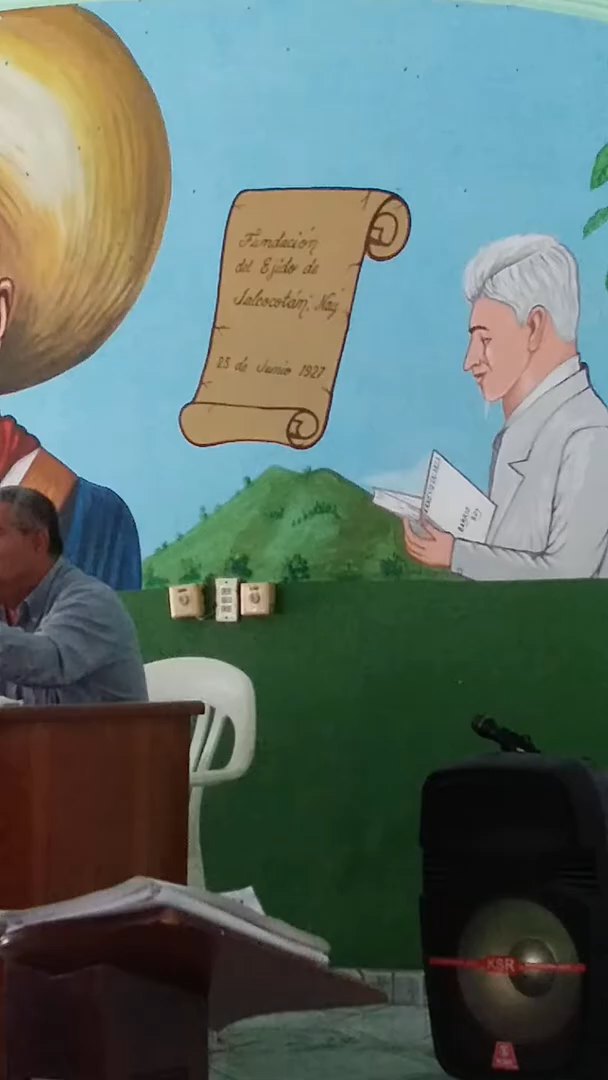 Fundación
del Ejido de
Jalcocotán, Nay
23 de Junio 1927
KSR